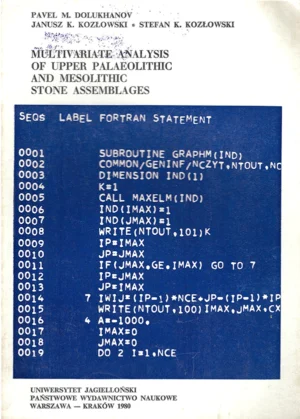 PAVEL M. DOLUKHANOV
JANUSZ K. KOZŁOWSKI • STEFAN K. KOZŁOWSKI
MULTIVARIATE ANALYSIS
OF UPPER PALAEOLITHIC
AND MESOLITHIC
STONE ASSEMBLAGES
SEQS LABEL FORTRAN STATEMENT
0001 SUBROUTINE GRAPHM(IND)
0002 COMMON/GENINF/NCZYT,NTOUT,NC
0003 DIMENSION IND(1)
0004 K=1
0005 CALL MAXELM(IND)
0006 IND(IMAX)=1
0007 IND(JMAX)=1
0008 WRITE(NTOUT,101)K
0009 IP=IMAX
0010 JP=JMAX
0011 IF(JMAX.GE.IMAX) GO TO 7
0012 IP=JMAX
0013 JP=IMAX
0014 7 IWIJ=(IP-1)*NCE+JP-(IP-1)*IP
0015 WRITE(NTOUT,100)IMAX,JMAX,CX
0016 4 A=-1000.
0017 IMAX=0
0018 JMAX=0
0019 DO 2 I=1,NCE
UNIWERSYTET JAGIELLOŃSKI
PAŃSTWOWE WYDAWNICTWO NAUKOWE
WARSZAWA — KRAKÓW 1980